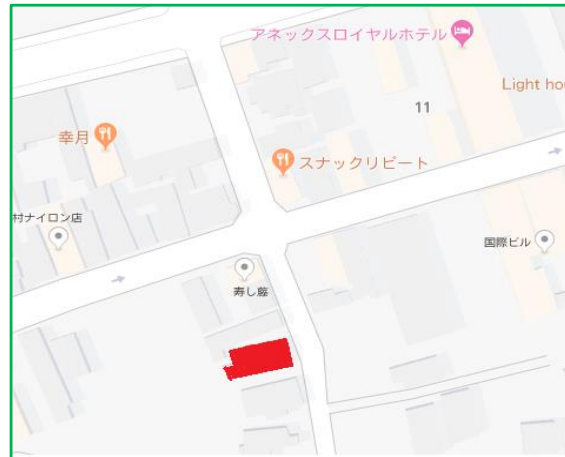 アネックスロイヤルホテル
Light hou
11
幸月
スナックリピート
村ナイロン店
国際ビル
寿し藤